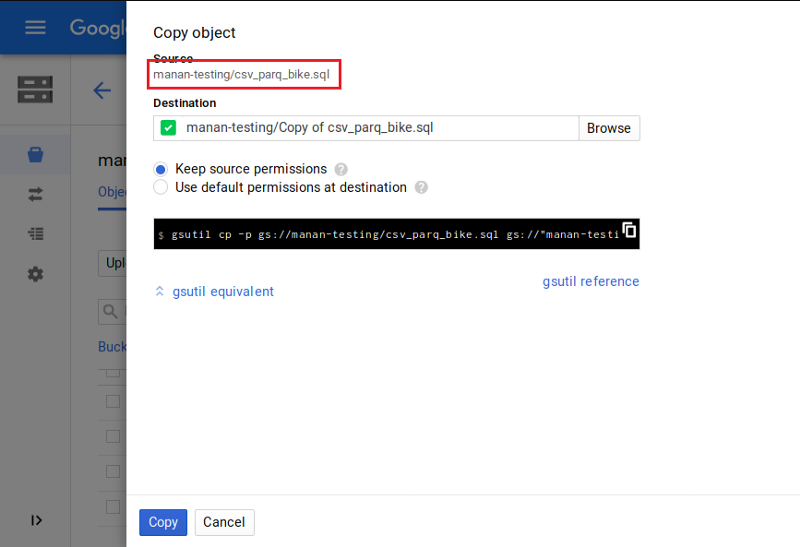 Google
Copy object
Source
manan-testing/csv_parq_bike.sql
Destination
manan-testing/Copy of csv_parq_bike.sql
Browse
Keep source permissions ?
Use default permissions at destination ?
$ gsutil cp -p gs://manan-testing/csv_parq_bike.sql gs://"manan-testi
gsutil equivalent
gsutil reference
man
Obje
Upl
Buck
Copy
Cancel